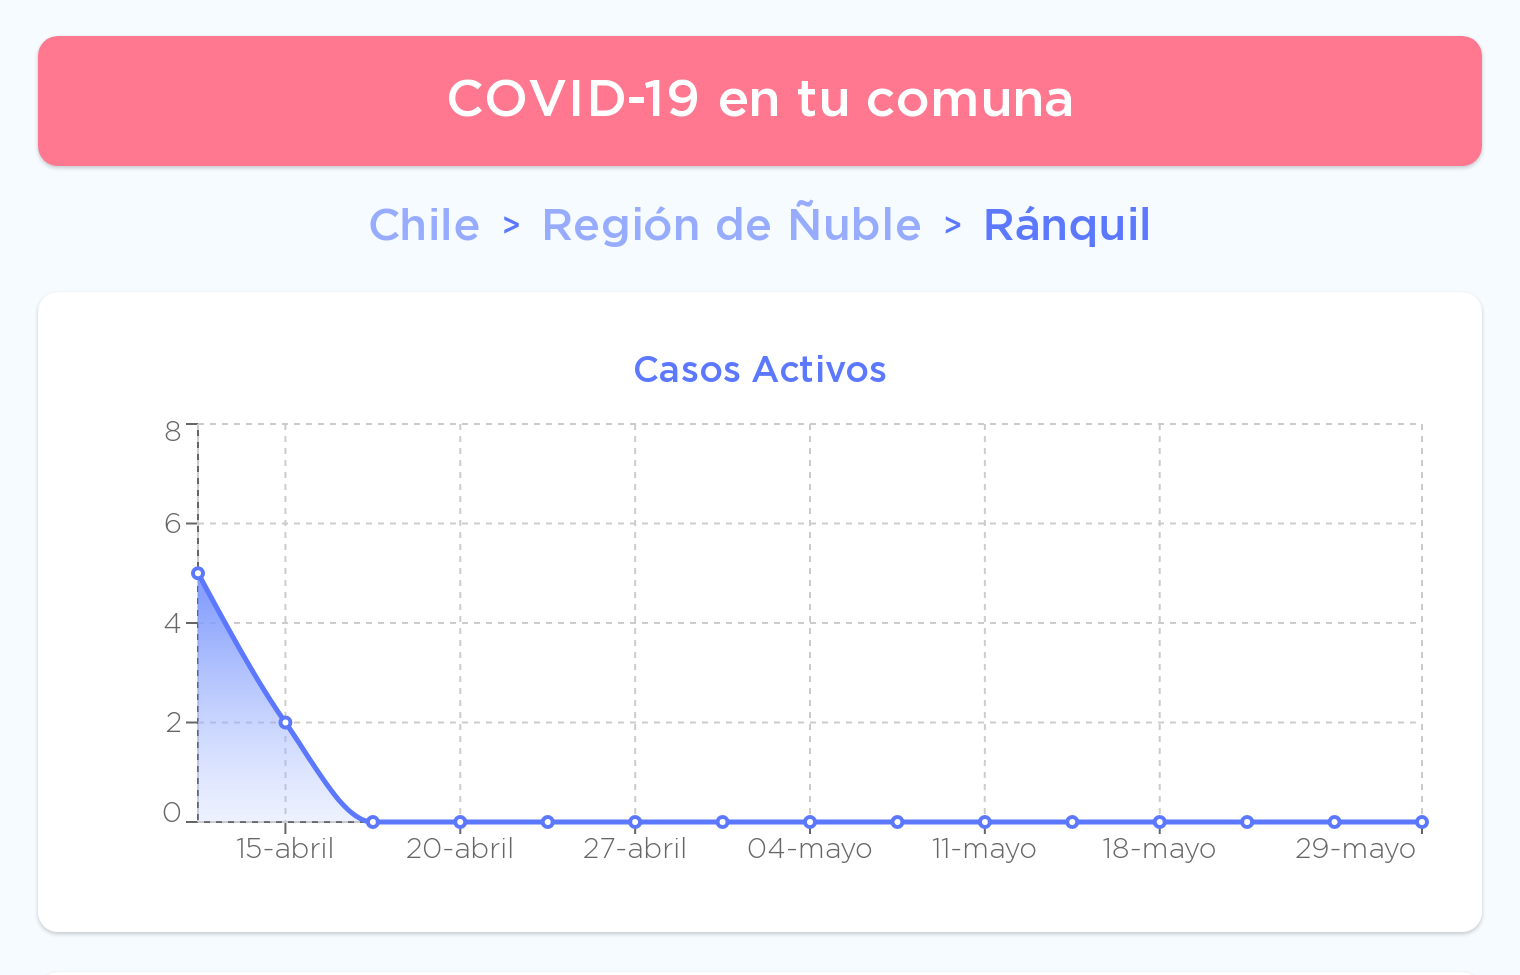 COVID-19 en tu comuna
Chile > Región de Ñuble > Ránquil
Casos Activos
8
6
4
2
0
15-abril 20-abril 27-abril 04-mayo 11-mayo 18-mayo 29-mayo